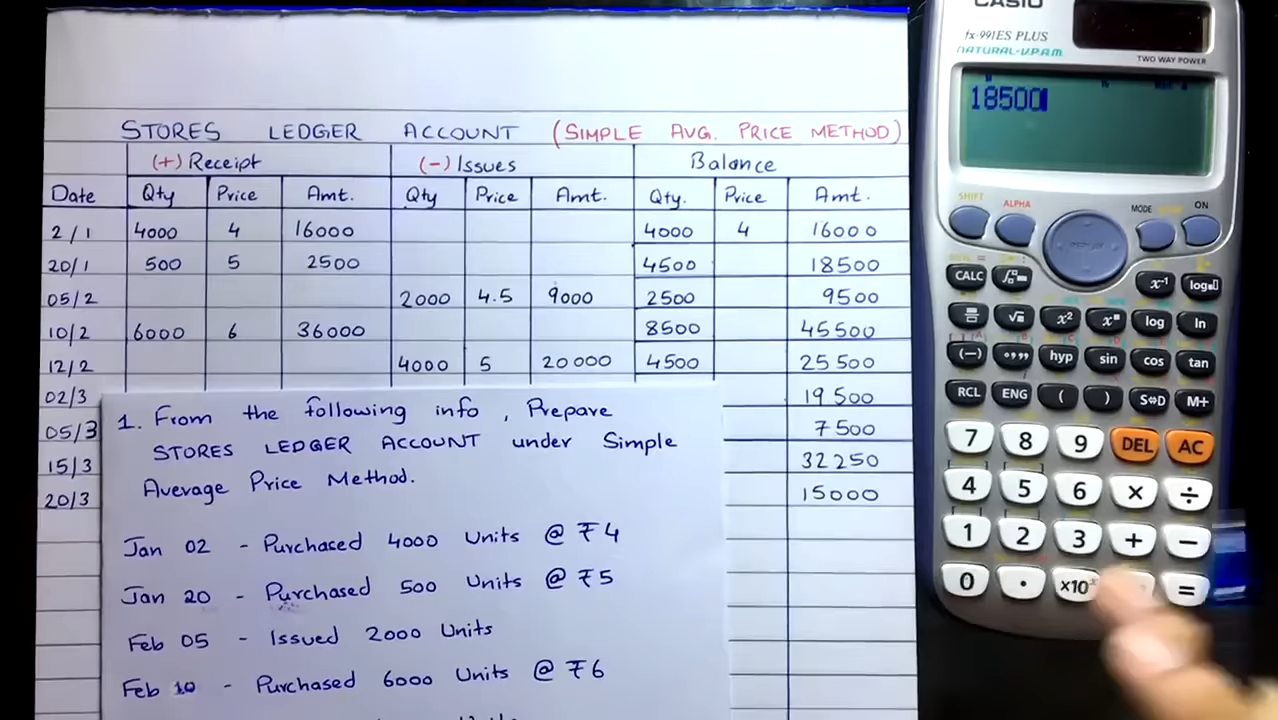 STORES LEDGER ACCOUNT (SIMPLE AVG. PRICE METHOD)
(+) Receipt (-) Issues Balance
Date Qty Price Amt. Qty Price Amt. Qty. Price Amt.
2/1 4000 4 16000 4000 4 16000
20/1 500 5 2500 4500 18500
05/2 2000 4.5 9000 2500 9500
10/2 6000 6 36000 8500 45500
12/2 4000 5 20000 4500 25500
02/3 19500
05/3 7500
15/3 32250
20/3 15000
1. From the following info, Prepare
STORES LEDGER ACCOUNT under Simple
Average Price Method.
Jan 02 - Purchased 4000 Units @ ₹4
Jan 20 - Purchased 500 Units @ ₹5
Feb 05 - Issued 2000 Units
Feb 10 - Purchased 6000 Units @ ₹6
CASIO
fx-991ES PLUS
NATURAL-V.P.A.M.
TWO WAY POWER
18500
SHIFT ALPHA MODE ON
CALC x-1
√ x² log ln
(-) hyp sin cos tan
RCL ENG ( ) S⇔D M+
7 8 9 DEL AC
4 5 6 × ÷
1 2 3 + −
0 . ×10 =